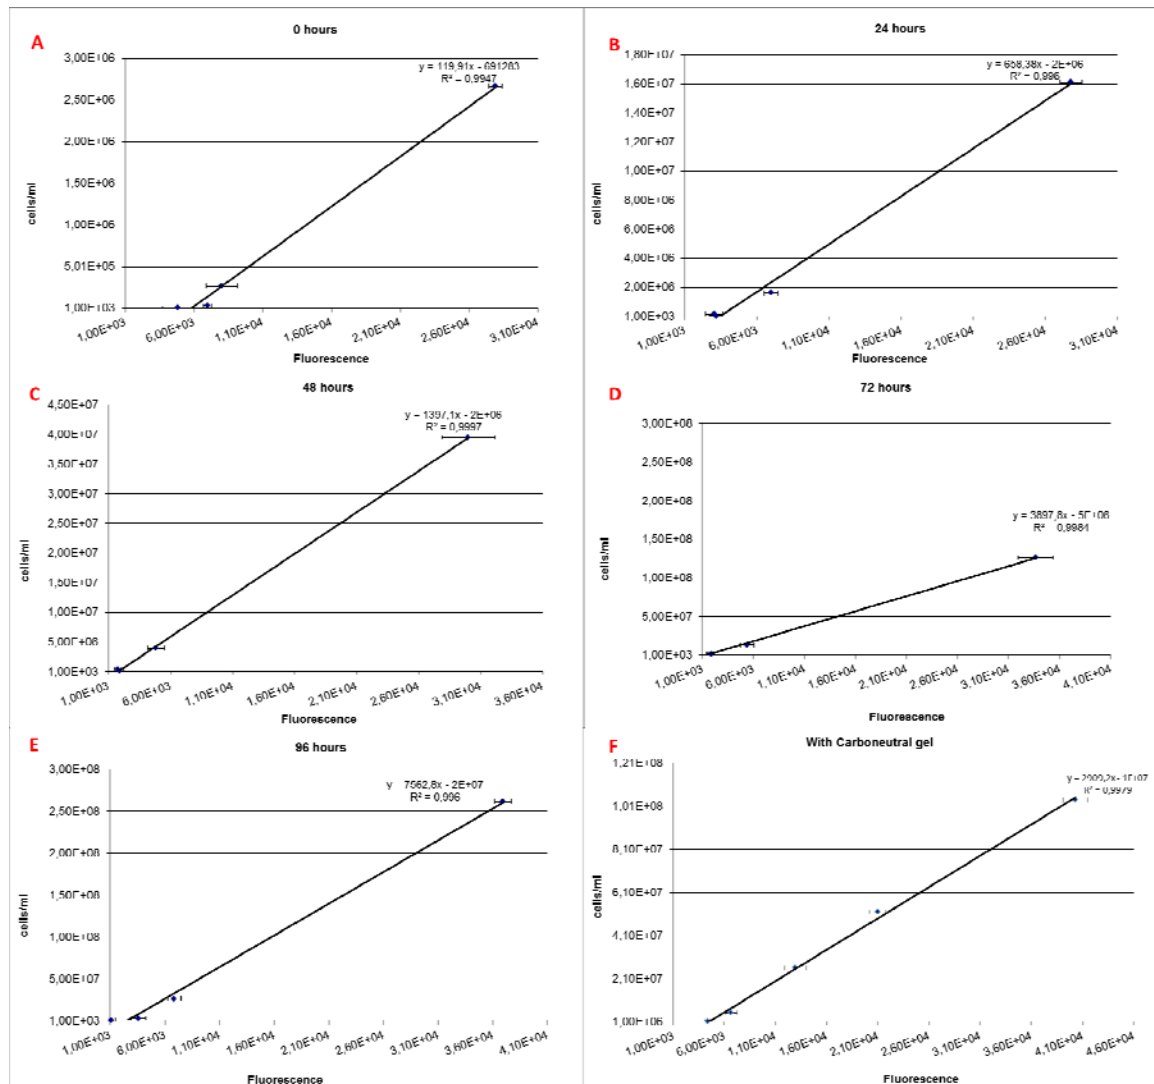 A
0 hours
3,00E+06
2,50E+06
2,00E+06
1,50E+06
1,00E+06
5,01E+05
1,00E+03
cells/ml
y = 119,91x - 691283
R² = 0,9947
1,00E+03 6,00E+03 1,10E+04 1,60E+04 2,10E+04 2,60E+04 3,10E+04
Fluorescence
B
24 hours
1,80E+07
1,60E+07
1,40E+07
1,20E+07
1,00E+07
8,00E+06
6,00E+06
4,00E+06
2,00E+06
1,00E+03
cells/ml
y = 658,38x - 2E+06
R² = 0,996
1,00E+03 6,00E+03 1,10E+04 1,60E+04 2,10E+04 2,60E+04 3,10E+04
Fluorescence
C
48 hours
4,50E+07
4,00E+07
3,50E+07
3,00E+07
2,50E+07
2,00E+07
1,50E+07
1,00E+07
5,00E+06
1,00E+03
cells/ml
y = 1397,1x - 2E+06
R² = 0,9997
1,00E+03 6,00E+03 1,10E+04 1,60E+04 2,10E+04 2,60E+04 3,10E+04 3,60E+04
Fluorescence
D
72 hours
3,00E+08
2,50E+08
2,00E+08
1,50E+08
1,00E+08
5,00E+07
1,00E+03
cells/ml
y = 3897,8x - 5E+06
R² = 0,9984
1,00E+03 6,00E+03 1,10E+04 1,60E+04 2,10E+04 2,60E+04 3,10E+04 3,60E+04 4,10E+04
Fluorescence
E
96 hours
3,00E+08
2,50E+08
2,00E+08
1,50E+08
1,00E+08
5,00E+07
1,00E+03
cells/ml
y 7562,8x - 2E+07
R² = 0,996
1,00E+03 6,00E+03 1,10E+04 1,60E+04 2,10E+04 2,60E+04 3,10E+04 3,60E+04 4,10E+04
Fluorescence
F
With Carboneutral gel
1,21E+08
1,01E+08
8,10E+07
6,10E+07
4,10E+07
2,10E+07
1,00E+06
cells/ml
y = 2909,2x - 1E+07
R² = 0,9979
1,00E+03 6,00E+03 1,10E+04 1,60E+04 2,10E+04 2,60E+04 3,10E+04 3,60E+04 4,10E+04 4,60E+04
Fluorescence